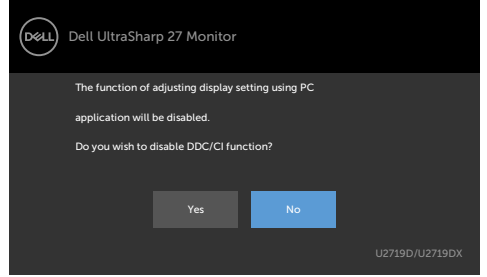 DELL Dell UltraSharp 27 Monitor
The function of adjusting display setting using PC
application will be disabled.
Do you wish to disable DDC/CI function?
Yes No
U2719D/U2719DX